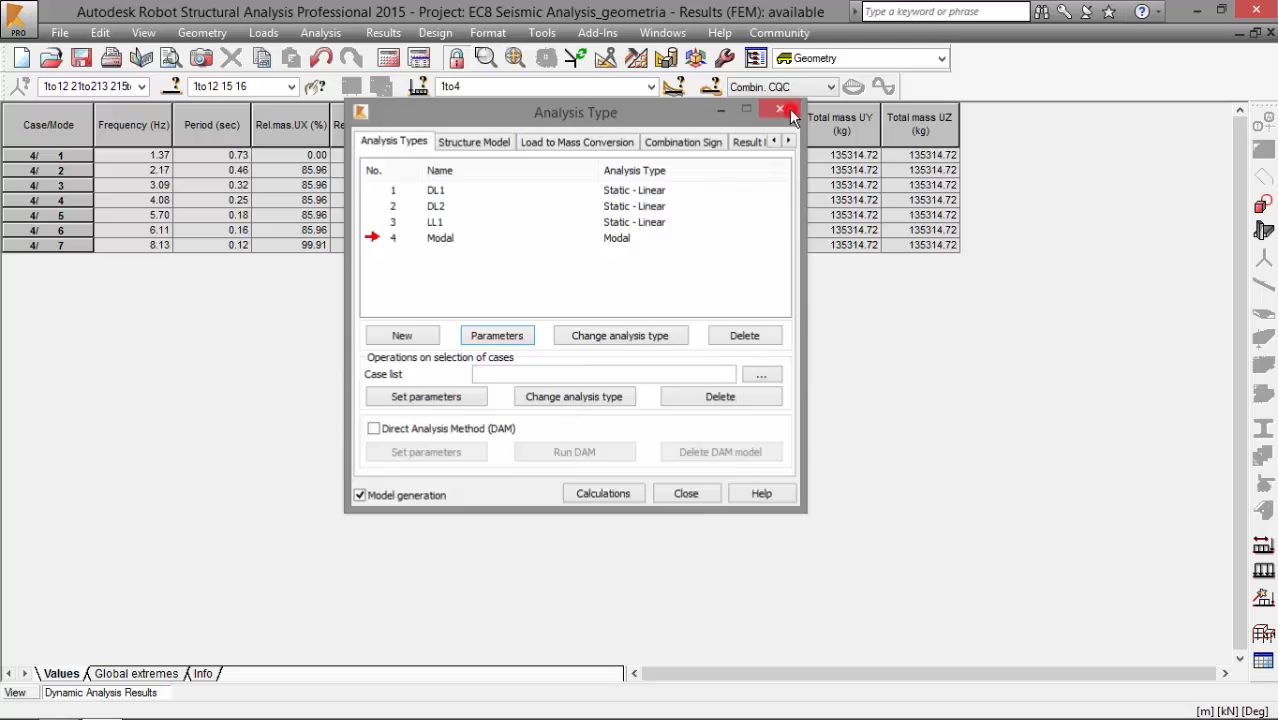 Autodesk Robot Structural Analysis Professional 2015 - Project: EC8 Seismic Analysis_geometria - Results (FEM): available
Type a keyword or phrase
PRO
File Edit View Geometry Loads Analysis Results Design Format Tools Add-Ins Windows Help Community
Geometry
1to12 15 16
1to4
Combin. CQC
Case/Mode
Period (sec)
Rel.mas.UX (%)
Total mass UY (kg)
Total mass UZ (kg)
4/ 1 1.37 0.73 0.00 135314.72 135314.72
4/ 2 2.17 0.46 85.96 135314.72 135314.72
4/ 3 3.09 0.32 85.96 135314.72 135314.72
4/ 4 4.08 0.25 85.96 135314.72 135314.72
4/ 5 5.70 0.18 85.96 135314.72 135314.72
4/ 6 6.11 0.16 85.96 135314.72 135314.72
4/ 7 8.13 0.12 99.91 135314.72 135314.72
Analysis Type
Analysis Types Structure Model Load to Mass Conversion Combination Sign
No. Name Analysis Type
1 DL1 Static - Linear
2 DL2 Static - Linear
3 LL1 Static - Linear
4 Modal Modal
New Parameters Change analysis type Delete
Operations on selection of cases
Case list ...
Set parameters Change analysis type Delete
Direct Analysis Method (DAM)
Set parameters Run DAM Delete DAM model
Model generation Calculations Close Help
Values Global extremes Info
View Dynamic Analysis Results
[m] [kN] [Deg]